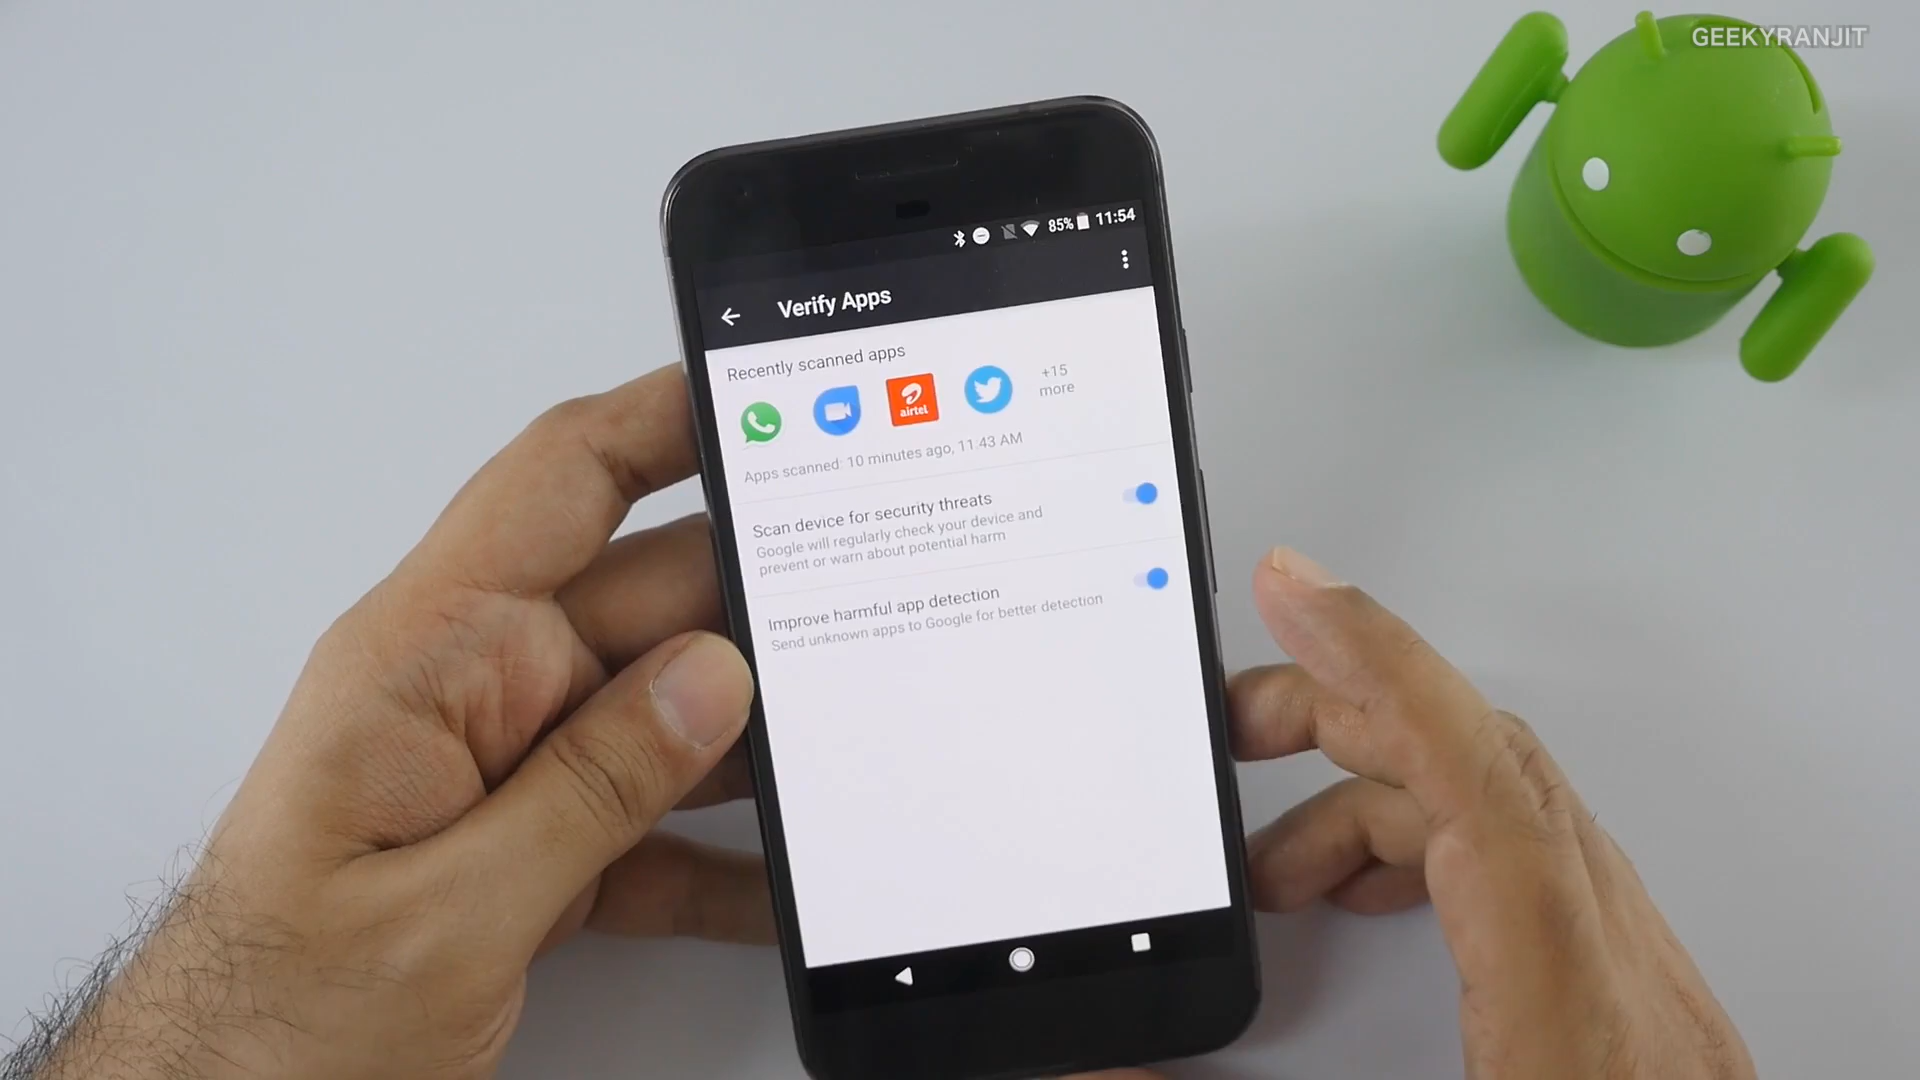 GEEKYRANJIT
85% 11:54
Verify Apps
Recently scanned apps
airtel
+15
more
Apps scanned: 10 minutes ago, 11:43 AM
Scan device for security threats
Google will regularly check your device and
prevent or warn about potential harm
Improve harmful app detection
Send unknown apps to Google for better detection